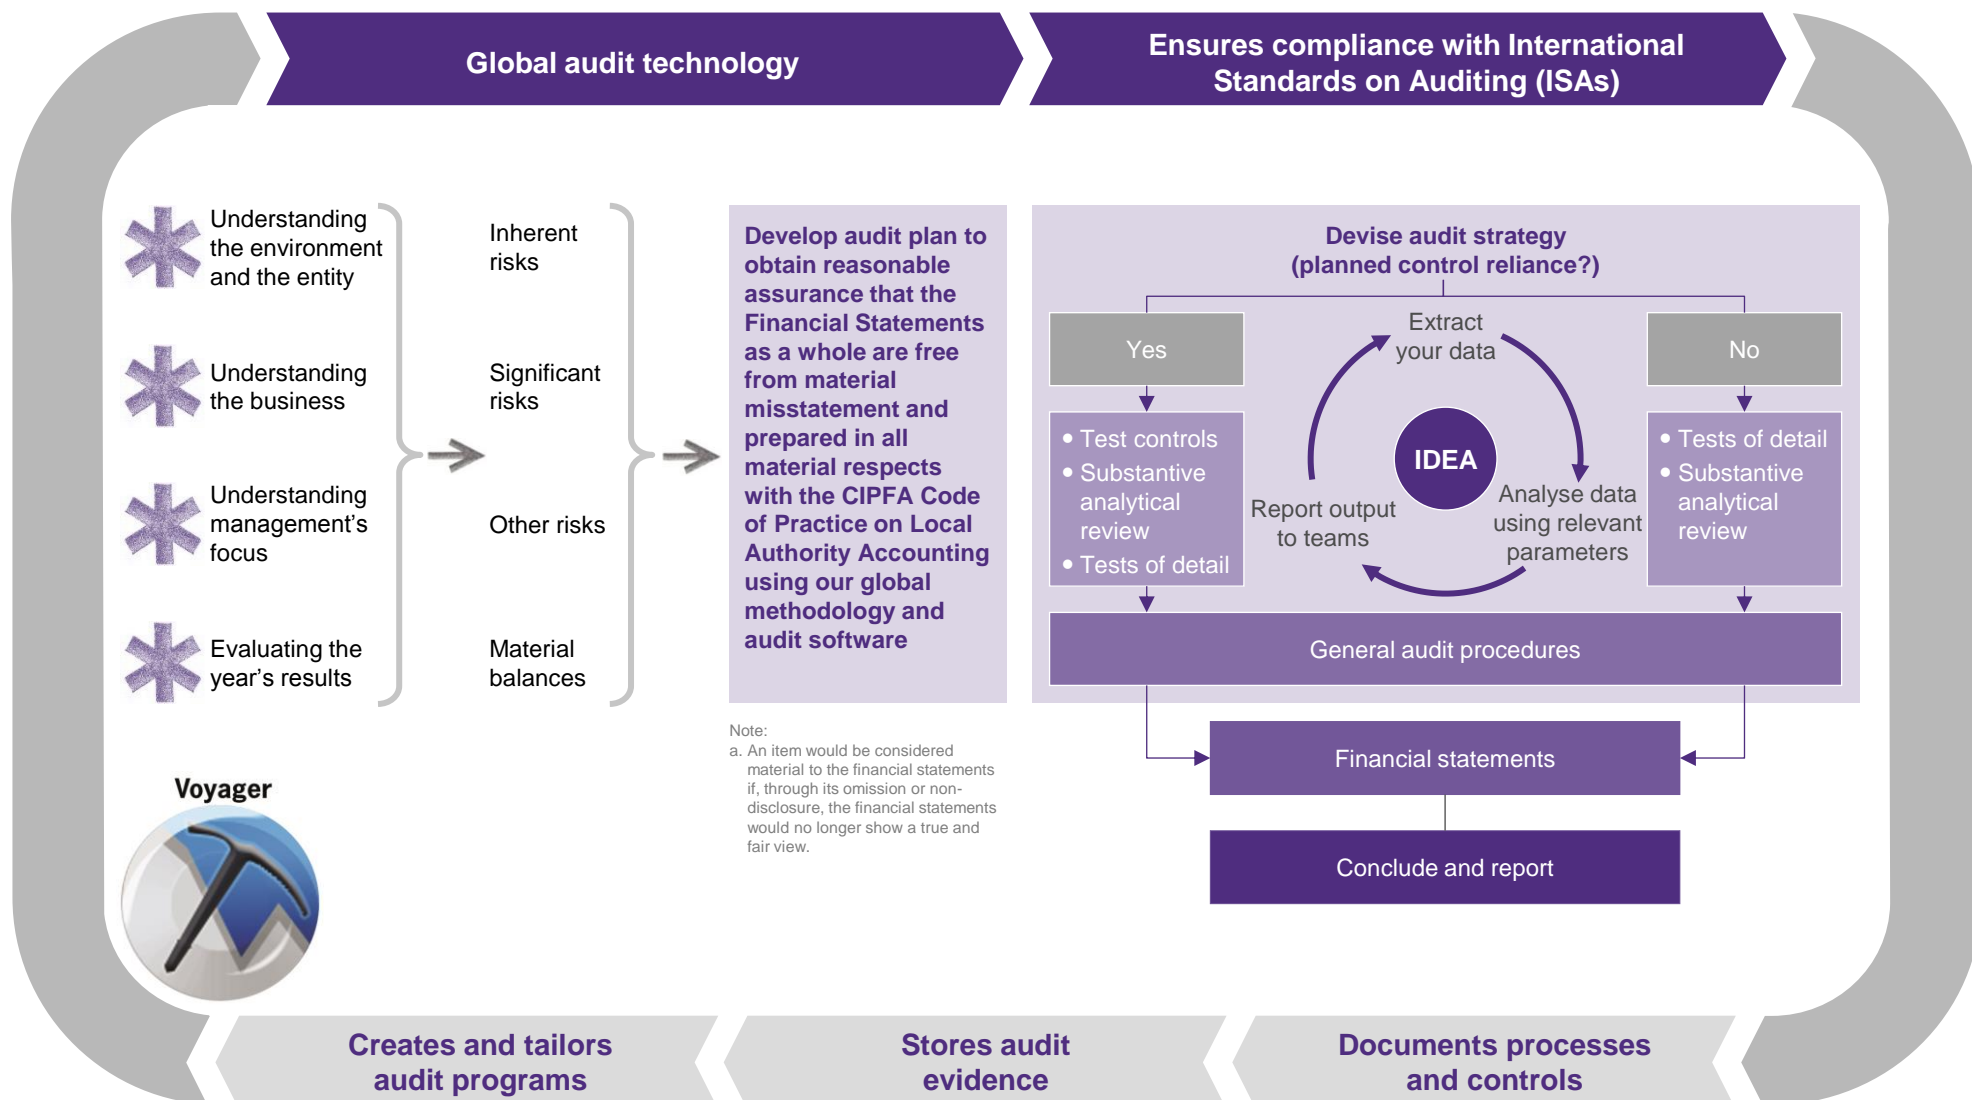 Global audit technology
Ensures compliance with International
Standards on Auditing (ISAs)
Understanding
the environment
and the entity
Understanding
the business
Understanding
management’s
focus
Evaluating the
year’s results
Inherent
risks
Significant
risks
Other risks
Material
balances
Develop audit plan to
obtain reasonable
assurance that the
Financial Statements
as a whole are free
from material
misstatement and
prepared in all
material respects
with the CIPFA Code
of Practice on Local
Authority Accounting
using our global
methodology and
audit software
Note:
a. An item would be considered
material to the financial statements
if, through its omission or non-
disclosure, the financial statements
would no longer show a true and
fair view.
Devise audit strategy
(planned control reliance?)
Yes
• Test controls
• Substantive
analytical
review
• Tests of detail
Extract
your data
IDEA
Analyse data
using relevant
parameters
Report output
to teams
No
• Tests of detail
• Substantive
analytical
review
General audit procedures
Financial statements
Conclude and report
Voyager
Creates and tailors
audit programs
Stores audit
evidence
Documents processes
and controls